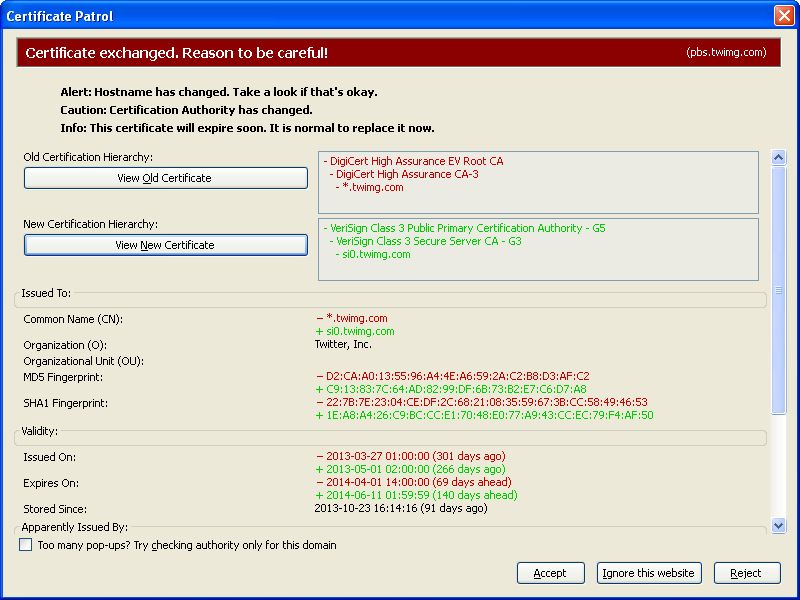 Certificate Patrol
Certificate exchanged. Reason to be careful! (pbs.twimg.com)
Alert: Hostname has changed. Take a look if that's okay.
Caution: Certification Authority has changed.
Info: This certificate will expire soon. It is normal to replace it now.
Old Certification Hierarchy:
View Old Certificate
- DigiCert High Assurance EV Root CA
- DigiCert High Assurance CA-3
- *.twimg.com
New Certification Hierarchy:
View New Certificate
- VeriSign Class 3 Public Primary Certification Authority - G5
- VeriSign Class 3 Secure Server CA - G3
- si0.twimg.com
Issued To:
Common Name (CN): − *.twimg.com
+ si0.twimg.com
Organization (O): Twitter, Inc.
Organizational Unit (OU):
MD5 Fingerprint: − D2:CA:A0:13:55:96:A4:4E:A6:59:2A:C2:B8:D3:AF:C2
+ C9:13:83:7C:64:AD:82:99:DF:6B:73:B2:E7:C6:D7:A8
SHA1 Fingerprint: − 22:7B:7E:23:04:CE:DF:2C:68:21:08:35:59:67:3B:CC:58:49:46:53
+ 1E:A8:A4:26:C9:BC:CC:E1:70:48:E0:77:A9:43:CC:EC:79:F4:AF:50
Validity:
Issued On: − 2013-03-27 01:00:00 (301 days ago)
+ 2013-05-01 02:00:00 (266 days ago)
Expires On: − 2014-04-01 14:00:00 (69 days ahead)
+ 2014-06-11 01:59:59 (140 days ahead)
Stored Since: 2013-10-23 16:14:16 (91 days ago)
Apparently Issued By:
Too many pop-ups? Try checking authority only for this domain
Accept Ignore this website Reject